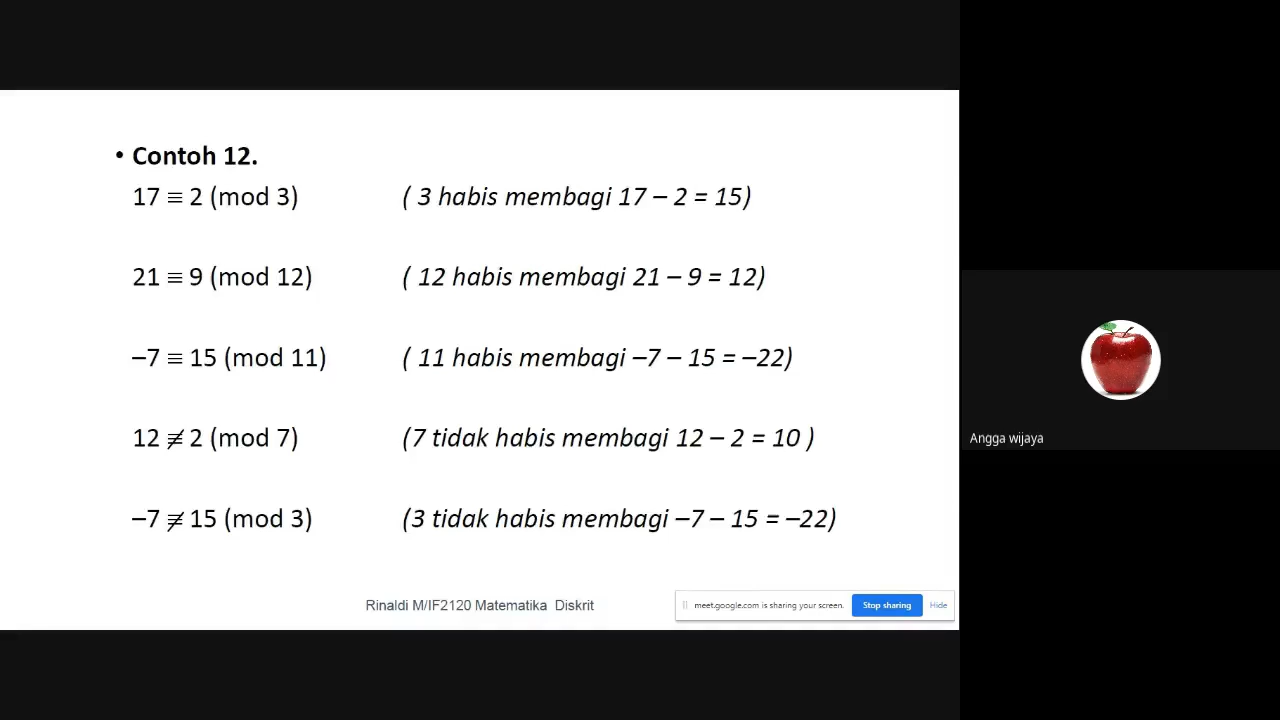 • Contoh 12.
17 ≡ 2 (mod 3) ( 3 habis membagi 17 – 2 = 15)
21 ≡ 9 (mod 12) ( 12 habis membagi 21 – 9 = 12)
–7 ≡ 15 (mod 11) ( 11 habis membagi –7 – 15 = –22)
12 ≢ 2 (mod 7) (7 tidak habis membagi 12 – 2 = 10 )
–7 ≢ 15 (mod 3) (3 tidak habis membagi –7 – 15 = –22)
Rinaldi M/IF2120 Matematika Diskrit
meet.google.com is sharing your screen. Stop sharing Hide
Angga wijaya